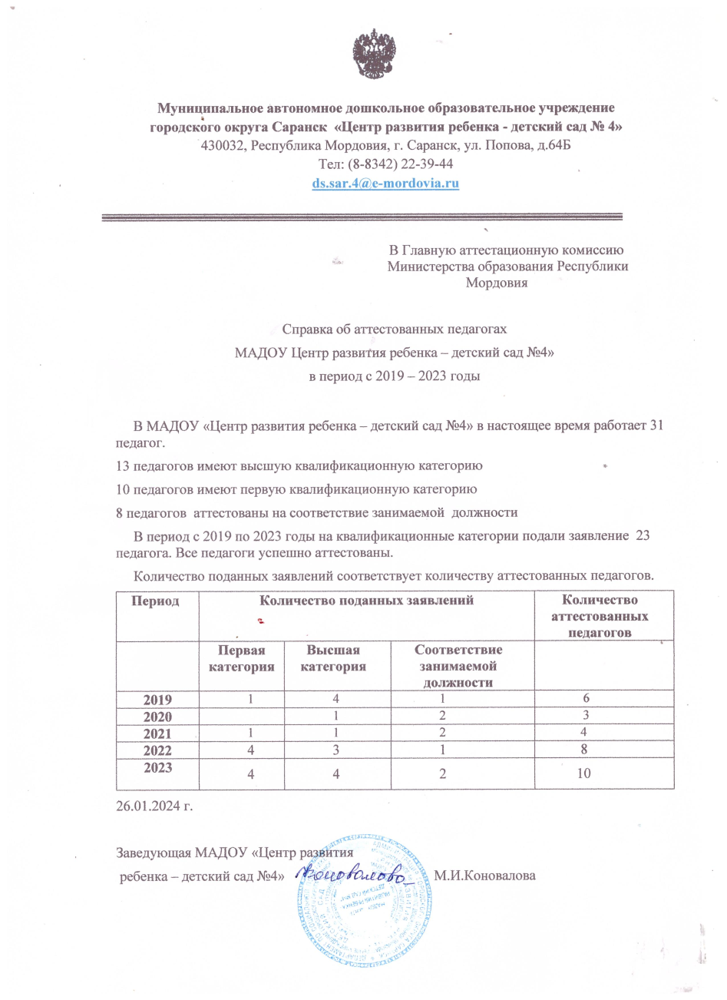 Муниципальное автономное дошкольное образовательное учреждение
городского округа Саранск «Центр развития ребенка - детский сад № 4»
430032, Республика Мордовия, г. Саранск, ул. Попова, д.64Б
Тел: (8-8342) 22-39-44
ds.sar.4@e-mordovia.ru
В Главную аттестационную комиссию
Министерства образования Республики
Мордовия
Справка об аттестованных педагогах
МАДОУ Центр развития ребенка – детский сад №4»
в период с 2019 – 2023 годы
В МАДОУ «Центр развития ребенка – детский сад №4» в настоящее время работает 31
педагог.
13 педагогов имеют высшую квалификационную категорию
10 педагогов имеют первую квалификационную категорию
8 педагогов аттестованы на соответствие занимаемой должности
В период с 2019 по 2023 годы на квалификационные категории подали заявление 23
педагога. Все педагоги успешно аттестованы.
Количество поданных заявлений соответствует количеству аттестованных педагогов.
Период Количество поданных заявлений Количество
аттестованных
педагогов
Первая Высшая Соответствие
категория категория занимаемой
должности
2019 1 4 1 6
2020 1 2 3
2021 1 1 2 4
2022 4 3 1 8
2023 4 4 2 10
26.01.2024 г.
Заведующая МАДОУ «Центр развития
ребенка – детский сад №4» Коновалова М.И.Коновалова